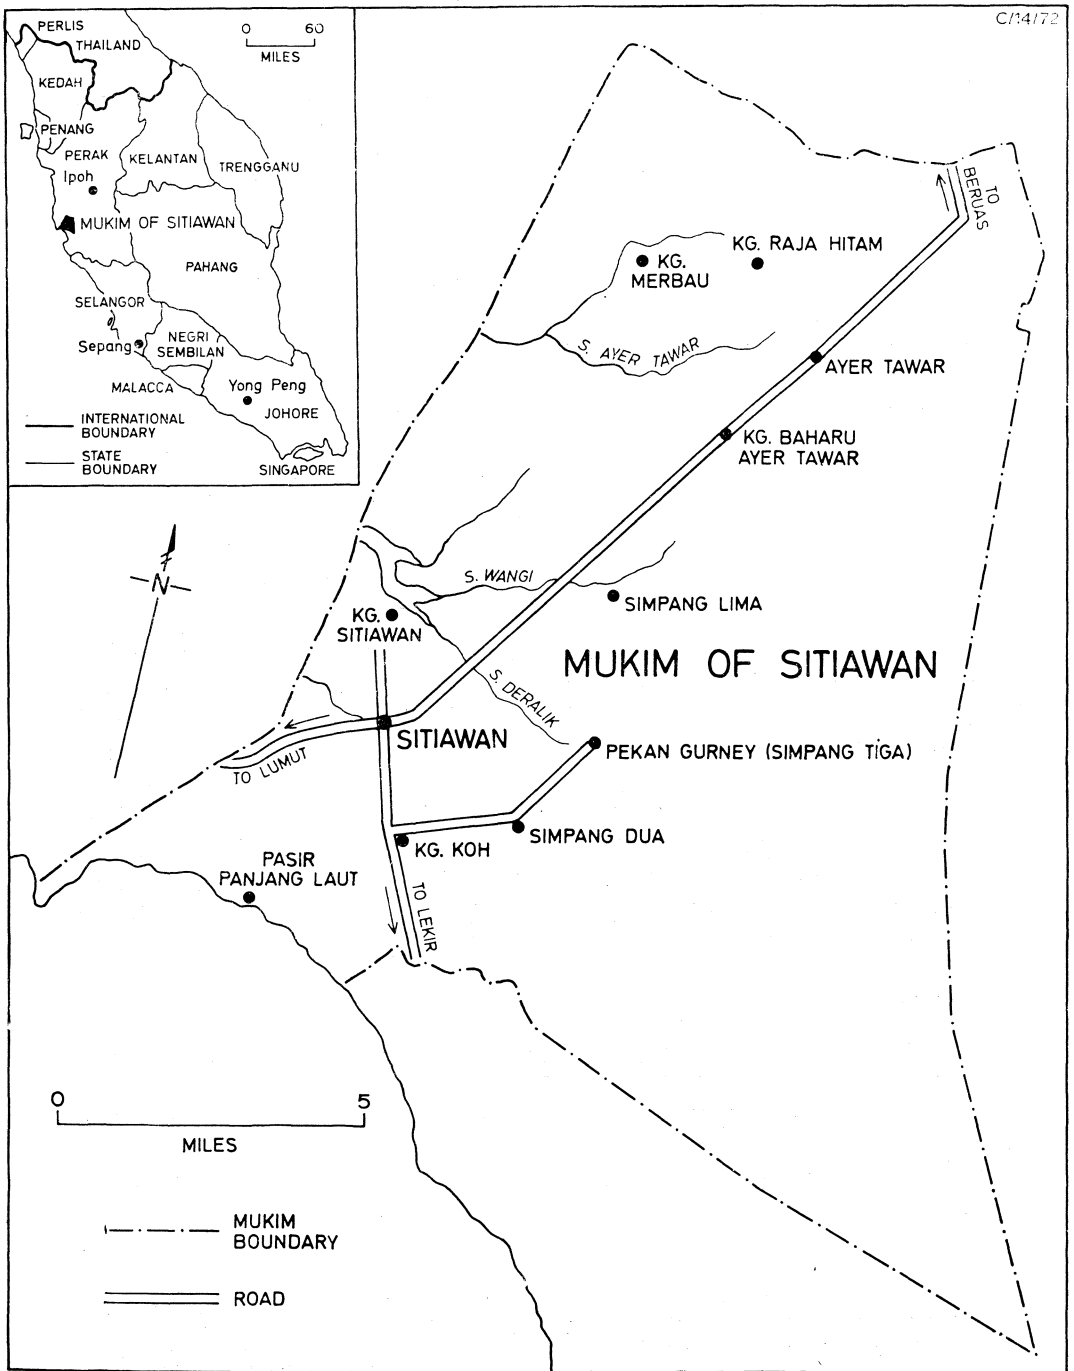 C/14/72
PERLIS
THAILAND
0 60
MILES
KEDAH
PENANG
PERAK
KELANTAN
TRENGGANU
Ipoh
MUKIM OF SITIAWAN
PAHANG
SELANGOR
Sepang
NEGRI
SEMBILAN
MALACCA
Yong Peng
JOHORE
SINGAPORE
INTERNATIONAL
BOUNDARY
STATE
BOUNDARY
TO
BERUAS
KG. RAJA HITAM
KG.
MERBAU
S. AYER TAWAR
AYER TAWAR
KG. BAHARU
AYER TAWAR
N
S. WANGI
SIMPANG LIMA
KG.
SITIAWAN
MUKIM OF SITIAWAN
S. DERALIK
SITIAWAN
TO LUMUT
PEKAN GURNEY (SIMPANG TIGA)
SIMPANG DUA
KG. KOH
PASIR
PANJANG LAUT
TO LEKIR
0 5
MILES
MUKIM
BOUNDARY
ROAD